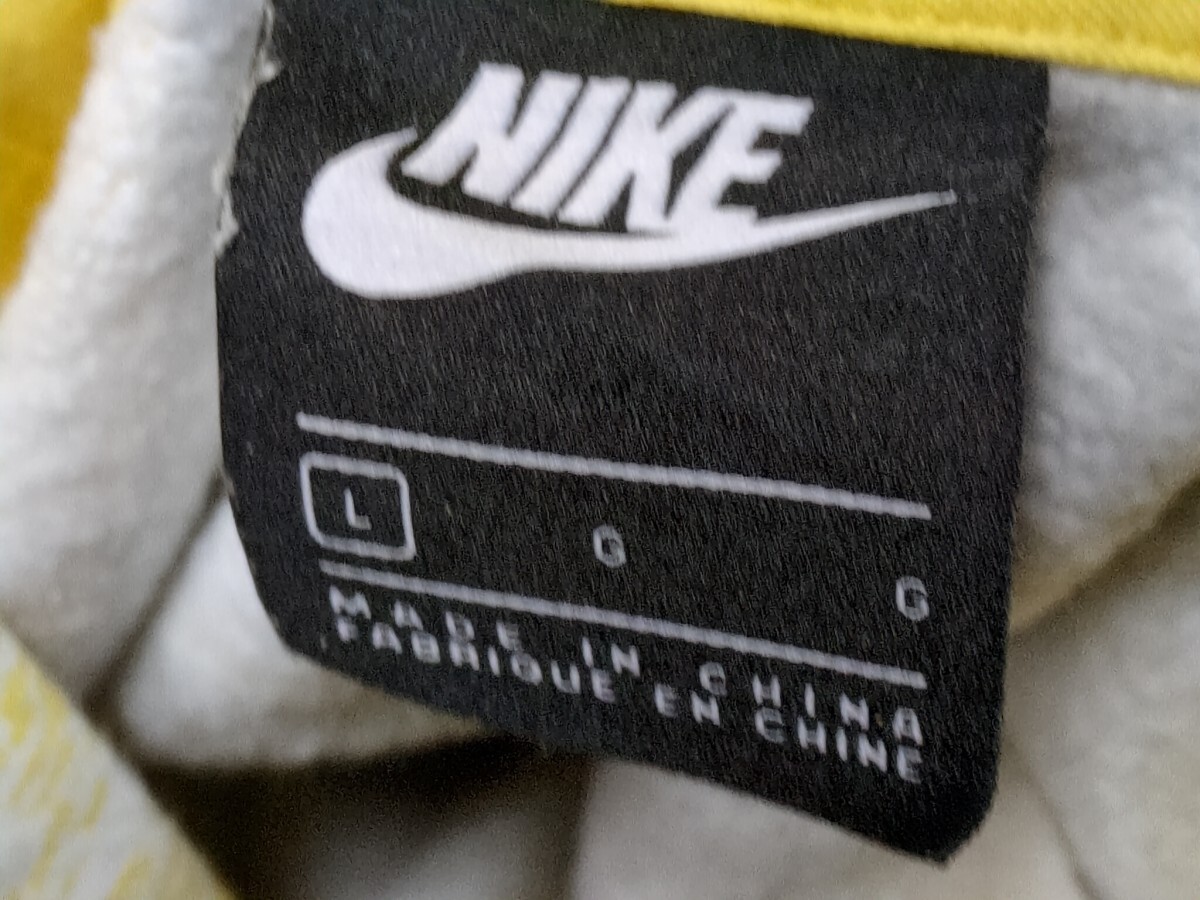 NIKE
L G G
MADE IN CHINA
FABRIQUE EN CHINE